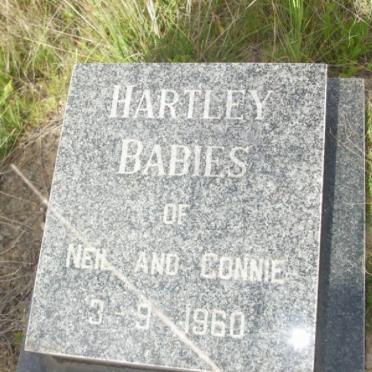 HARTLEY
BABIES
OF
NEIL AND CONNIE
3-9-1960